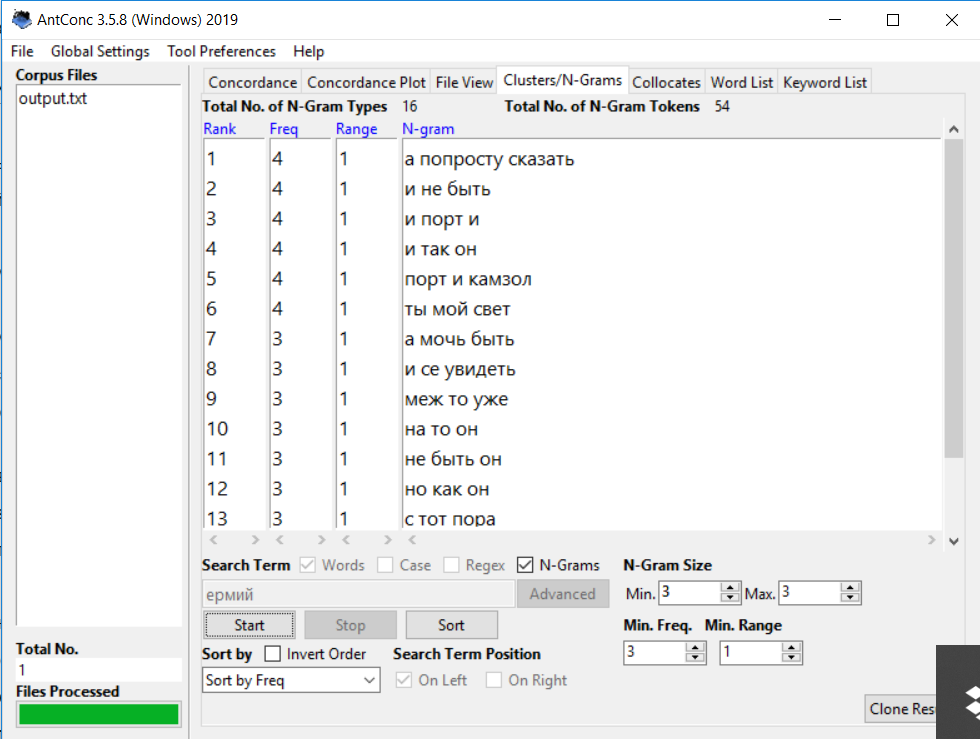 AntConc 3.5.8 (Windows) 2019
File Global Settings Tool Preferences Help
Corpus Files
output.txt
Concordance Concordance Plot File View Clusters/N-Grams Collocates Word List Keyword List
Total No. of N-Gram Types 16 Total No. of N-Gram Tokens 54
Rank Freq Range N-gram
1 4 1 а попросту сказать
2 4 1 и не быть
3 4 1 и порт и
4 4 1 и так он
5 4 1 порт и камзол
6 4 1 ты мой свет
7 3 1 а мочь быть
8 3 1 и се увидеть
9 3 1 меж то уже
10 3 1 на то он
11 3 1 не быть он
12 3 1 но как он
13 3 1 с тот пора
Search Term Words Case Regex N-Grams N-Gram Size
ермий Advanced Min. 3 Max. 3
Start Stop Sort Min. Freq. Min. Range
Sort by Invert Order Search Term Position 3 1
Sort by Freq On Left On Right
Total No.
1
Files Processed
Clone Res